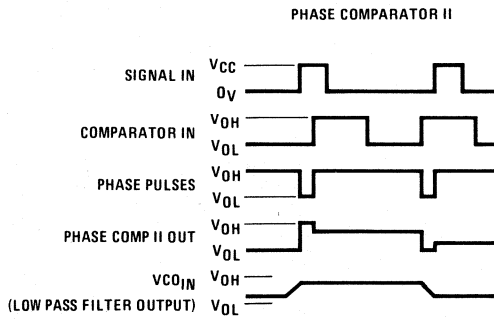 PHASE COMPARATOR II
SIGNAL IN
VCC
0V
COMPARATOR IN
VOH
VOL
PHASE PULSES
VOH
VOL
PHASE COMP II OUT
VOH
VOL
VCOIN
(LOW PASS FILTER OUTPUT)
VOH
VOL